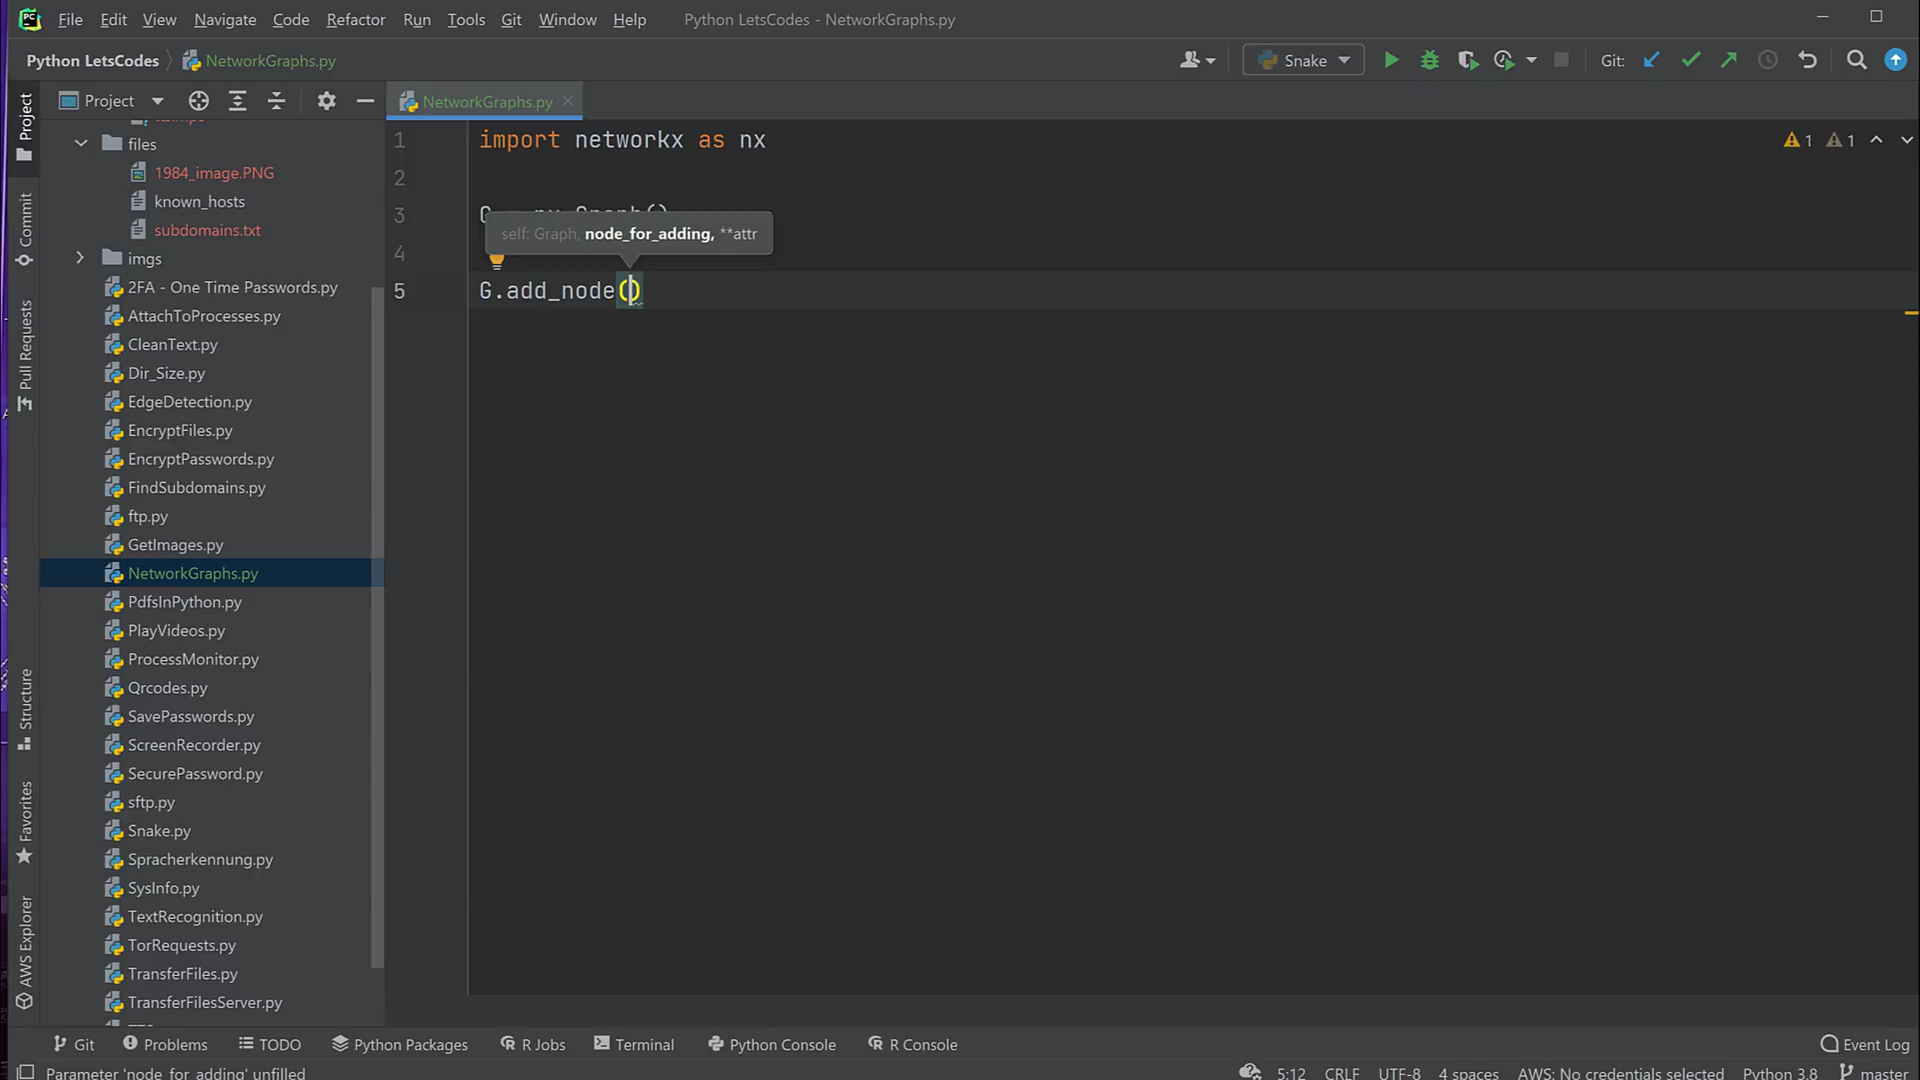 File Edit View Navigate Code Refactor Run Tools Git Window Help Python LetsCodes - NetworkGraphs.py
Python LetsCodes NetworkGraphs.py Snake Git:
Project NetworkGraphs.py
files
1984_image.PNG
known_hosts
subdomains.txt
imgs
2FA - One Time Passwords.py
AttachToProcesses.py
CleanText.py
Dir_Size.py
EdgeDetection.py
EncryptFiles.py
EncryptPasswords.py
FindSubdomains.py
ftp.py
GetImages.py
NetworkGraphs.py
PdfsInPython.py
PlayVideos.py
ProcessMonitor.py
Qrcodes.py
SavePasswords.py
ScreenRecorder.py
SecurePassword.py
sftp.py
Snake.py
Spracherkennung.py
SysInfo.py
TextRecognition.py
TorRequests.py
TransferFiles.py
TransferFilesServer.py
1 import networkx as nx
2
3 G = nx.Graph()
self: Graph, node_for_adding, **attr
4
5 G.add_node()
1 1
Project
Commit
Pull Requests
Structure
Favorites
AWS Explorer
Git Problems TODO Python Packages R Jobs Terminal Python Console R Console Event Log
Parameter 'node_for_adding' unfilled 5:12 CRLF UTF-8 4 spaces AWS: No credentials selected Python 3.8 master